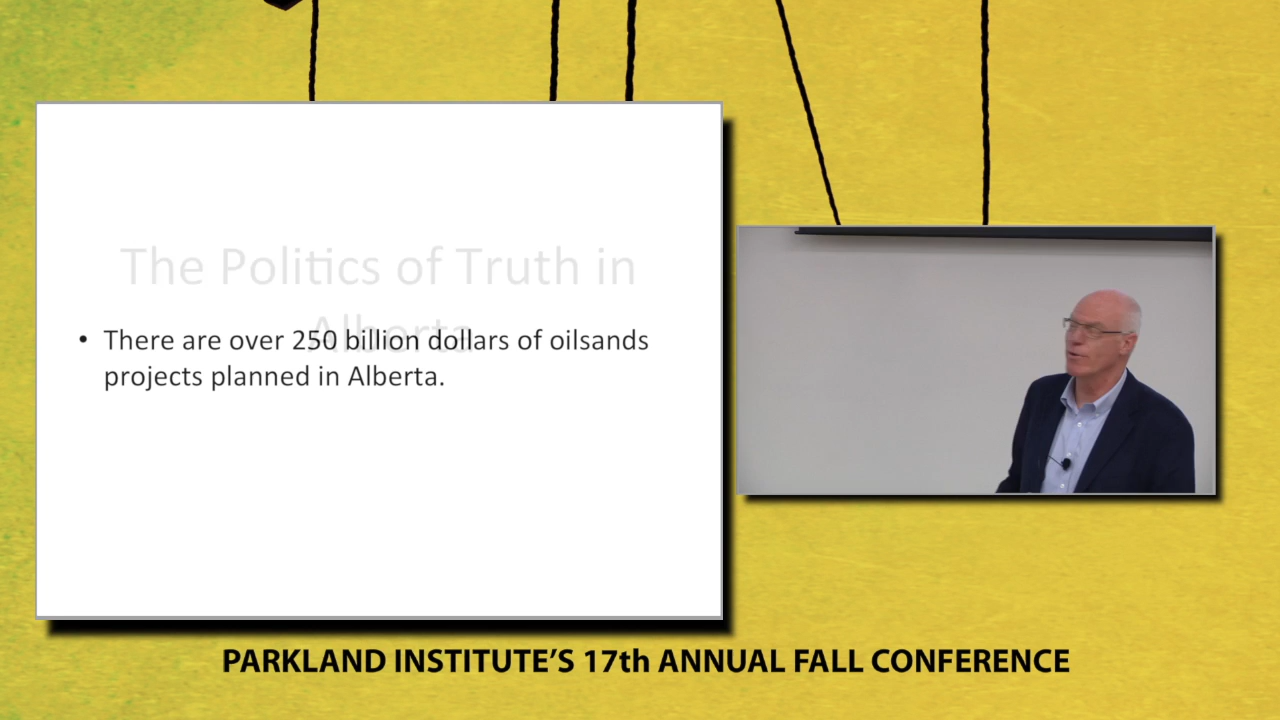 The Politics of Truth in
Alberta
• There are over 250 billion dollars of oilsands
projects planned in Alberta.
PARKLAND INSTITUTE’S 17th ANNUAL FALL CONFERENCE